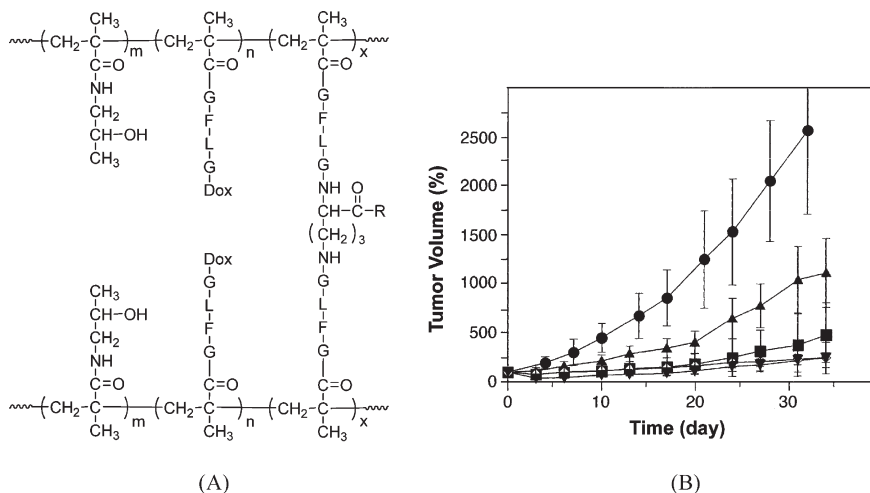 CH₃ CH₃ CH₃
(CH₂–C)m (CH₂–C)n (CH₂–C)x
C=O C=O C=O
NH G G
CH₂ F F
CH–OH L L
CH₃ G G
Dox NH O
CH–C–R
(CH₂)₃
Dox NH
G G
CH₃ L L
CH–OH F F
CH₂ G G
NH
C=O C=O C=O
(CH₂–C)m (CH₂–C)n (CH₂–C)x
CH₃ CH₃ CH₃
(A)
Tumor Volume (%)
2500
2000
1500
1000
500
0
0 10 20 30
Time (day)
(B)